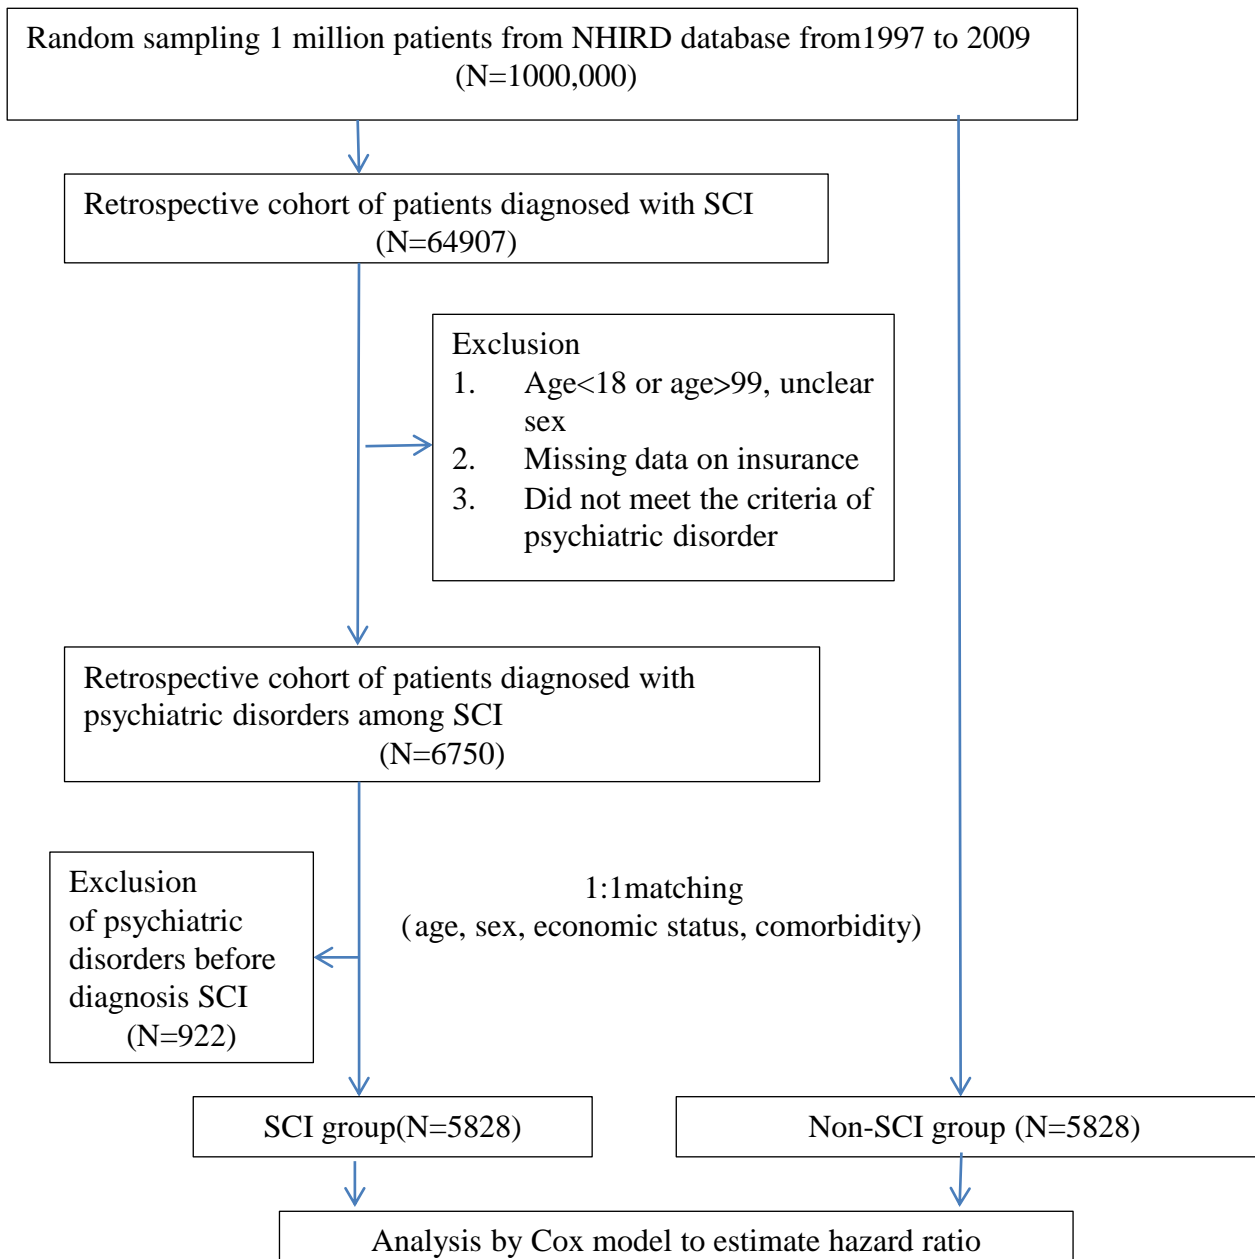 Random sampling 1 million patients from NHIRD database from1997 to 2009
(N=1000,000)
Retrospective cohort of patients diagnosed with SCI
(N=64907)
Exclusion
1. Age<18 or age>99, unclear
sex
2. Missing data on insurance
3. Did not meet the criteria of
psychiatric disorder
Retrospective cohort of patients diagnosed with
psychiatric disorders among SCI
(N=6750)
Exclusion
of psychiatric
disorders before
diagnosis SCI
(N=922)
1:1matching
(age, sex, economic status, comorbidity)
SCI group(N=5828)
Non-SCI group (N=5828)
Analysis by Cox model to estimate hazard ratio